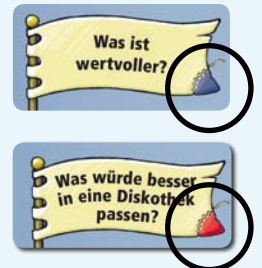 Was ist
wertvoller?
Was würde besser
in eine Diskothek
passen?